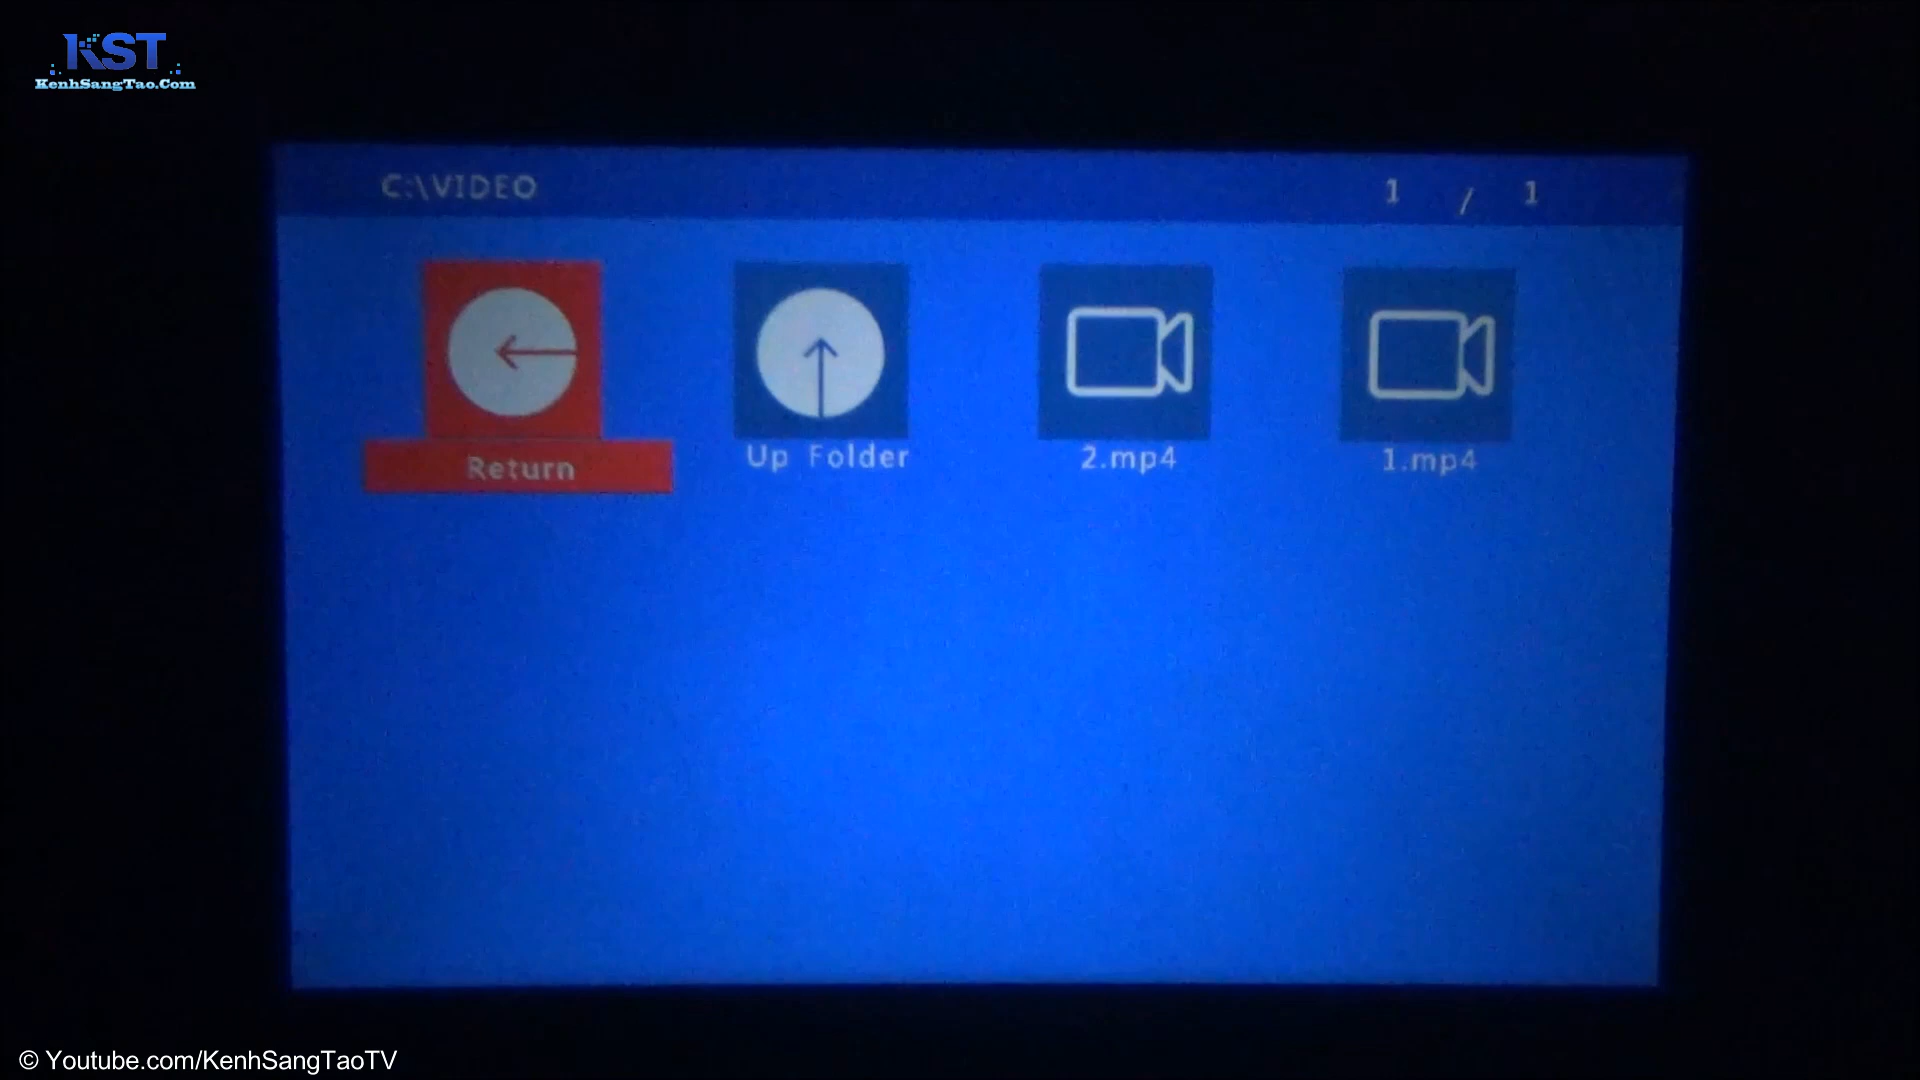 KST
KenhSangTao.Com
C:\VIDEO
1 / 1
Return
Up Folder
2.mp4
1.mp4
© Youtube.com/KenhSangTaoTV